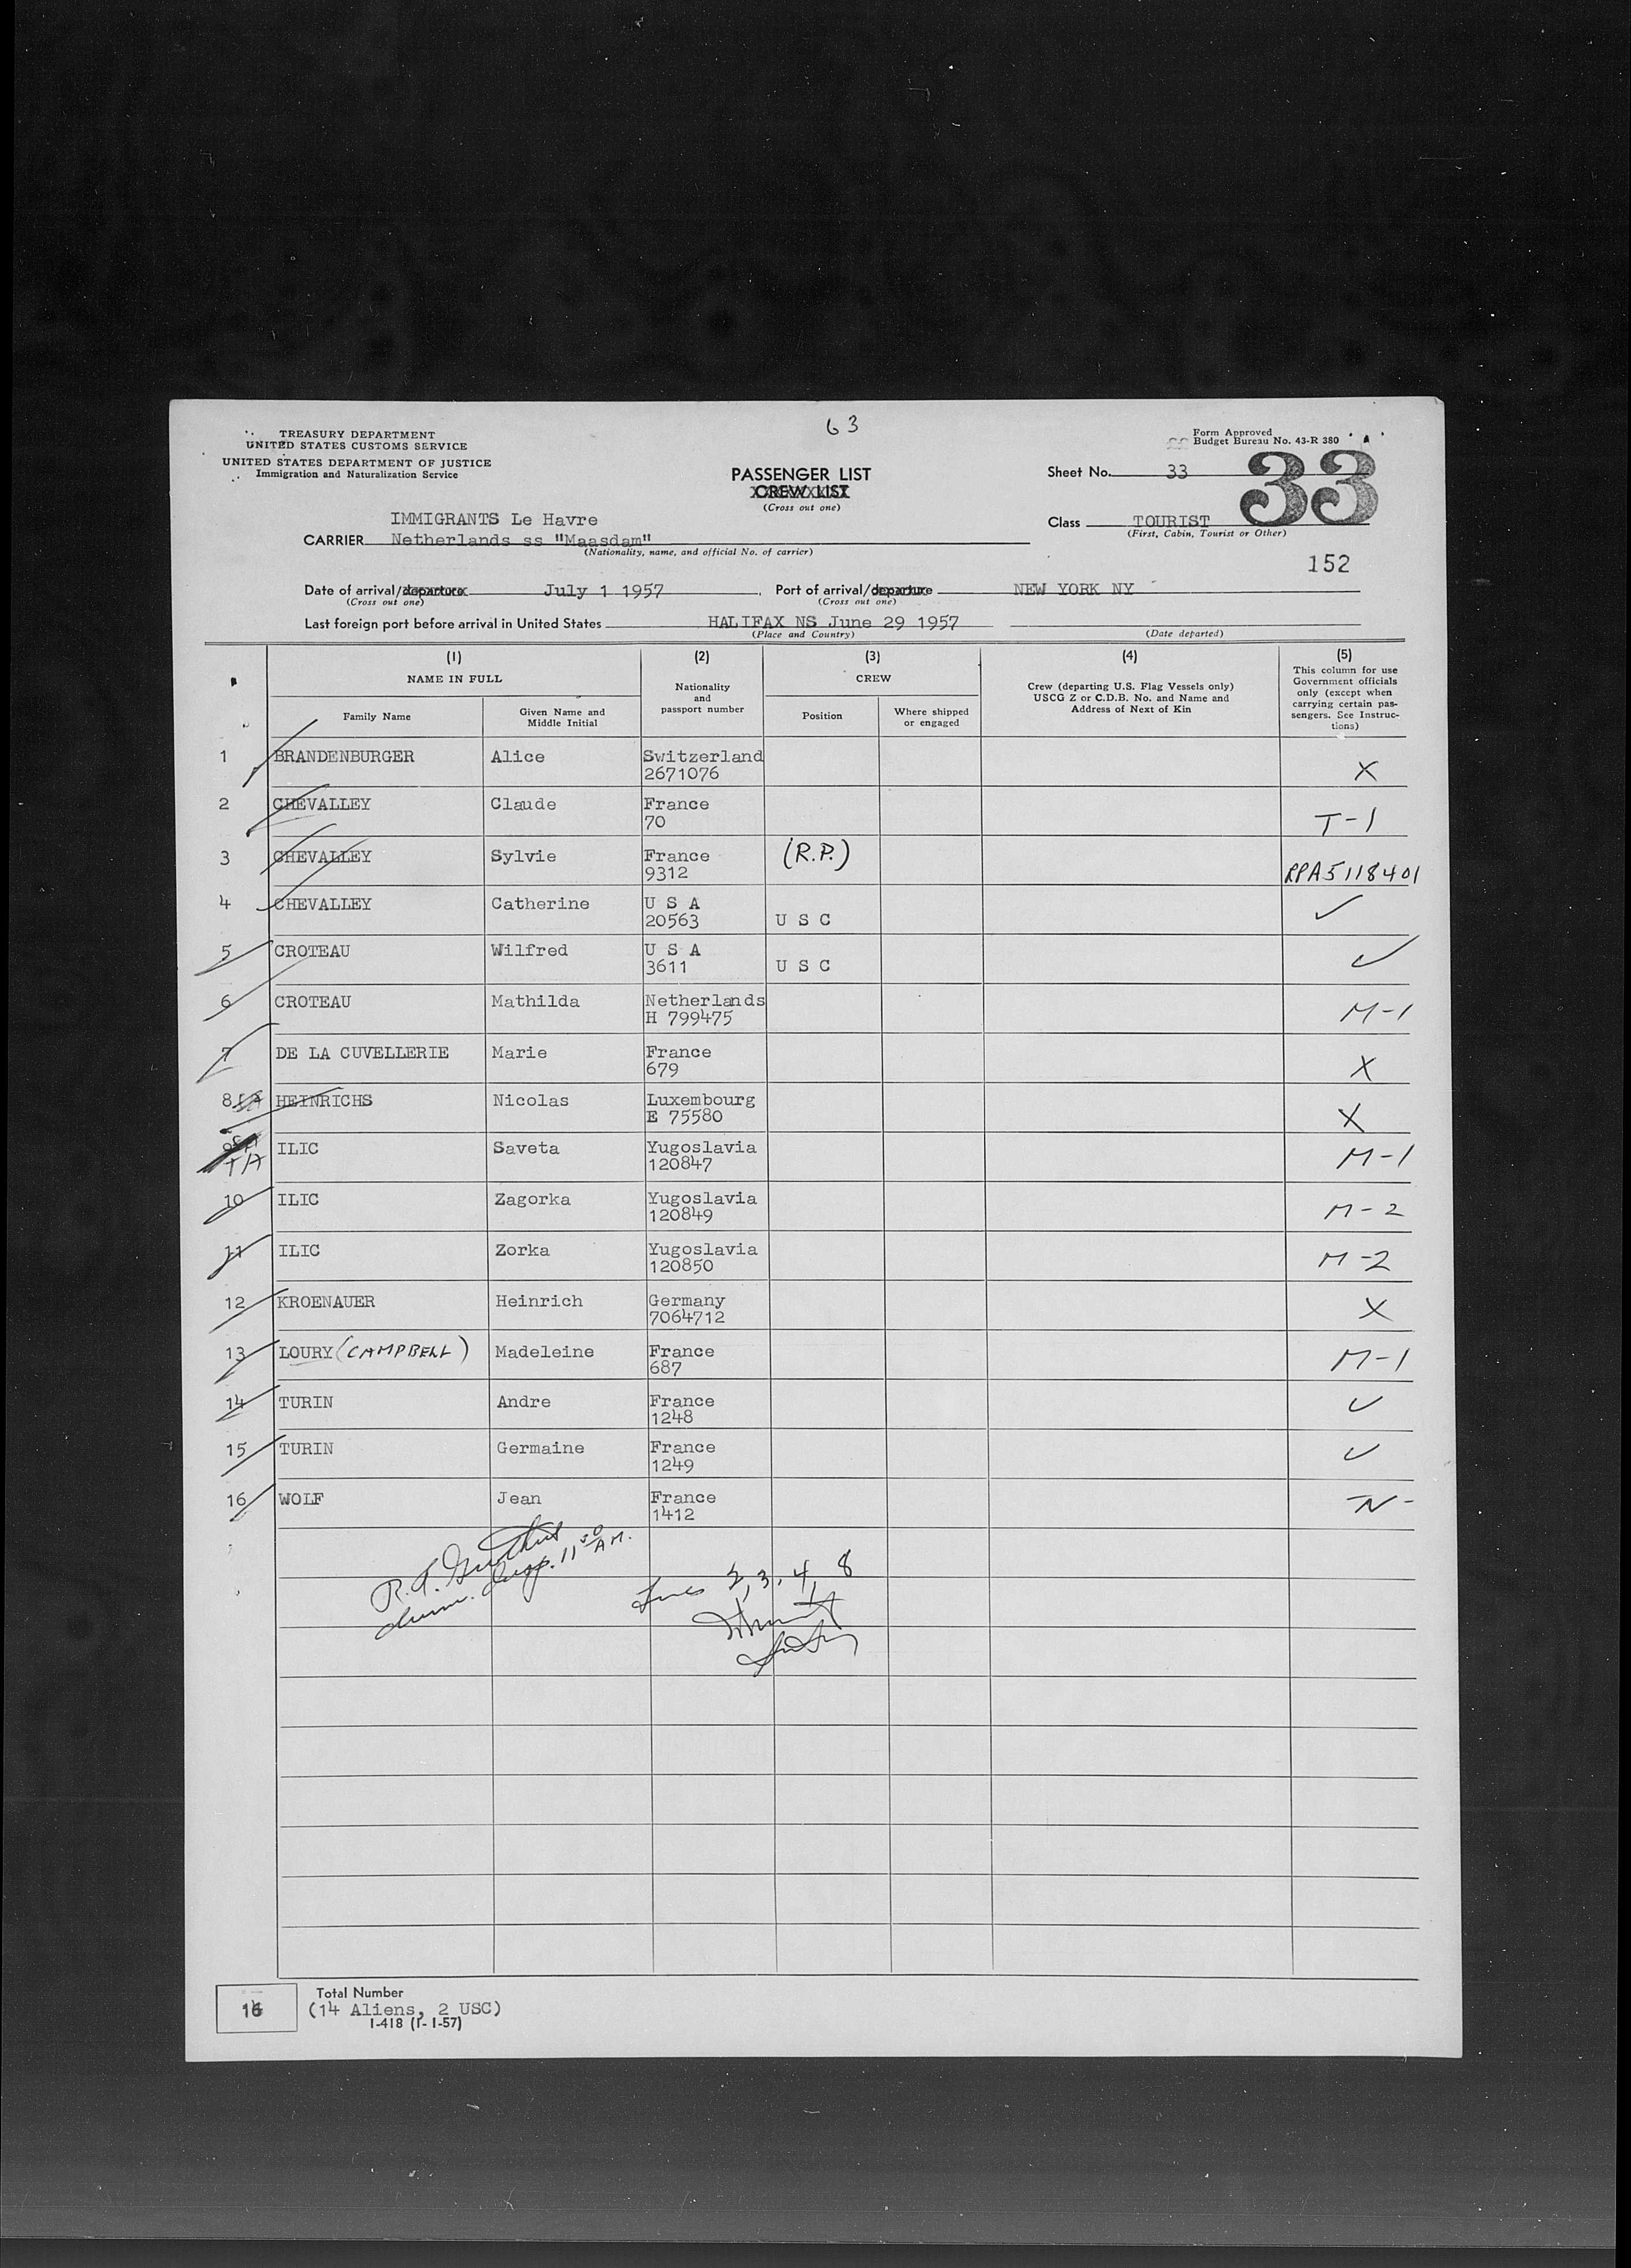 63
TREASURY DEPARTMENT
UNITED STATES CUSTOMS SERVICE
UNITED STATES DEPARTMENT OF JUSTICE
Immigration and Naturalization Service
Form Approved
Budget Bureau No. 43-R 380
PASSENGER LIST
CREW LIST
(Cross out one)
Sheet No. 33
33
IMMIGRANTS Le Havre
CARRIER Netherlands ss "Maasdam"
(Nationality, name, and official No. of carrier)
Class TOURIST
(First, Cabin, Tourist or Other)
152
Date of arrival/departure July 1 1957, Port of arrival/departure NEW YORK NY
(Cross out one) (Cross out one)
Last foreign port before arrival in United States HALIFAX NS June 29 1957
(Place and Country) (Date departed)
(1) (2) (3) (4) (5)
NAME IN FULL
Family Name
Given Name and
Middle Initial
Nationality
and
passport number
CREW
Position
Where shipped
or engaged
Crew (departing U.S. Flag Vessels only)
USCG Z or C.D.B. No. and Name and
Address of Next of Kin
This column for use
Government officials
only (except when
carrying certain pas-
sengers. See Instruc-
tions)
1 BRANDENBURGER Alice Switzerland
2671076 X
2 CHEVALLEY Claude France
70 T-1
3 CHEVALLEY Sylvie France (R.P.)
9312 RPA5118401
4 CHEVALLEY Catherine U S A
20563 U S C ✓
5 CROTEAU Wilfred U S A
3611 U S C ✓
6 CROTEAU Mathilda Netherlands
H 799475 M-1
7 DE LA CUVELLERIE Marie France
679 X
8 HEINRICHS Nicolas Luxembourg
E 75580 X
ILIC Saveta Yugoslavia
T/A 120847 M-1
10 ILIC Zagorka Yugoslavia
120849 M-2
11 ILIC Zorka Yugoslavia
120850 M-2
12 KROENAUER Heinrich Germany
7064712 X
13 LOURY (CAMPBELL) Madeleine France
687 M-1
14 TURIN Andre France
1248 ✓
15 TURIN Germaine France
1249 ✓
16 WOLF Jean France
1412 -N-
11 50 AM.
2, 3, 4, 8
16
Total Number
(14 Aliens, 2 USC)
I-418 (1-1-57)